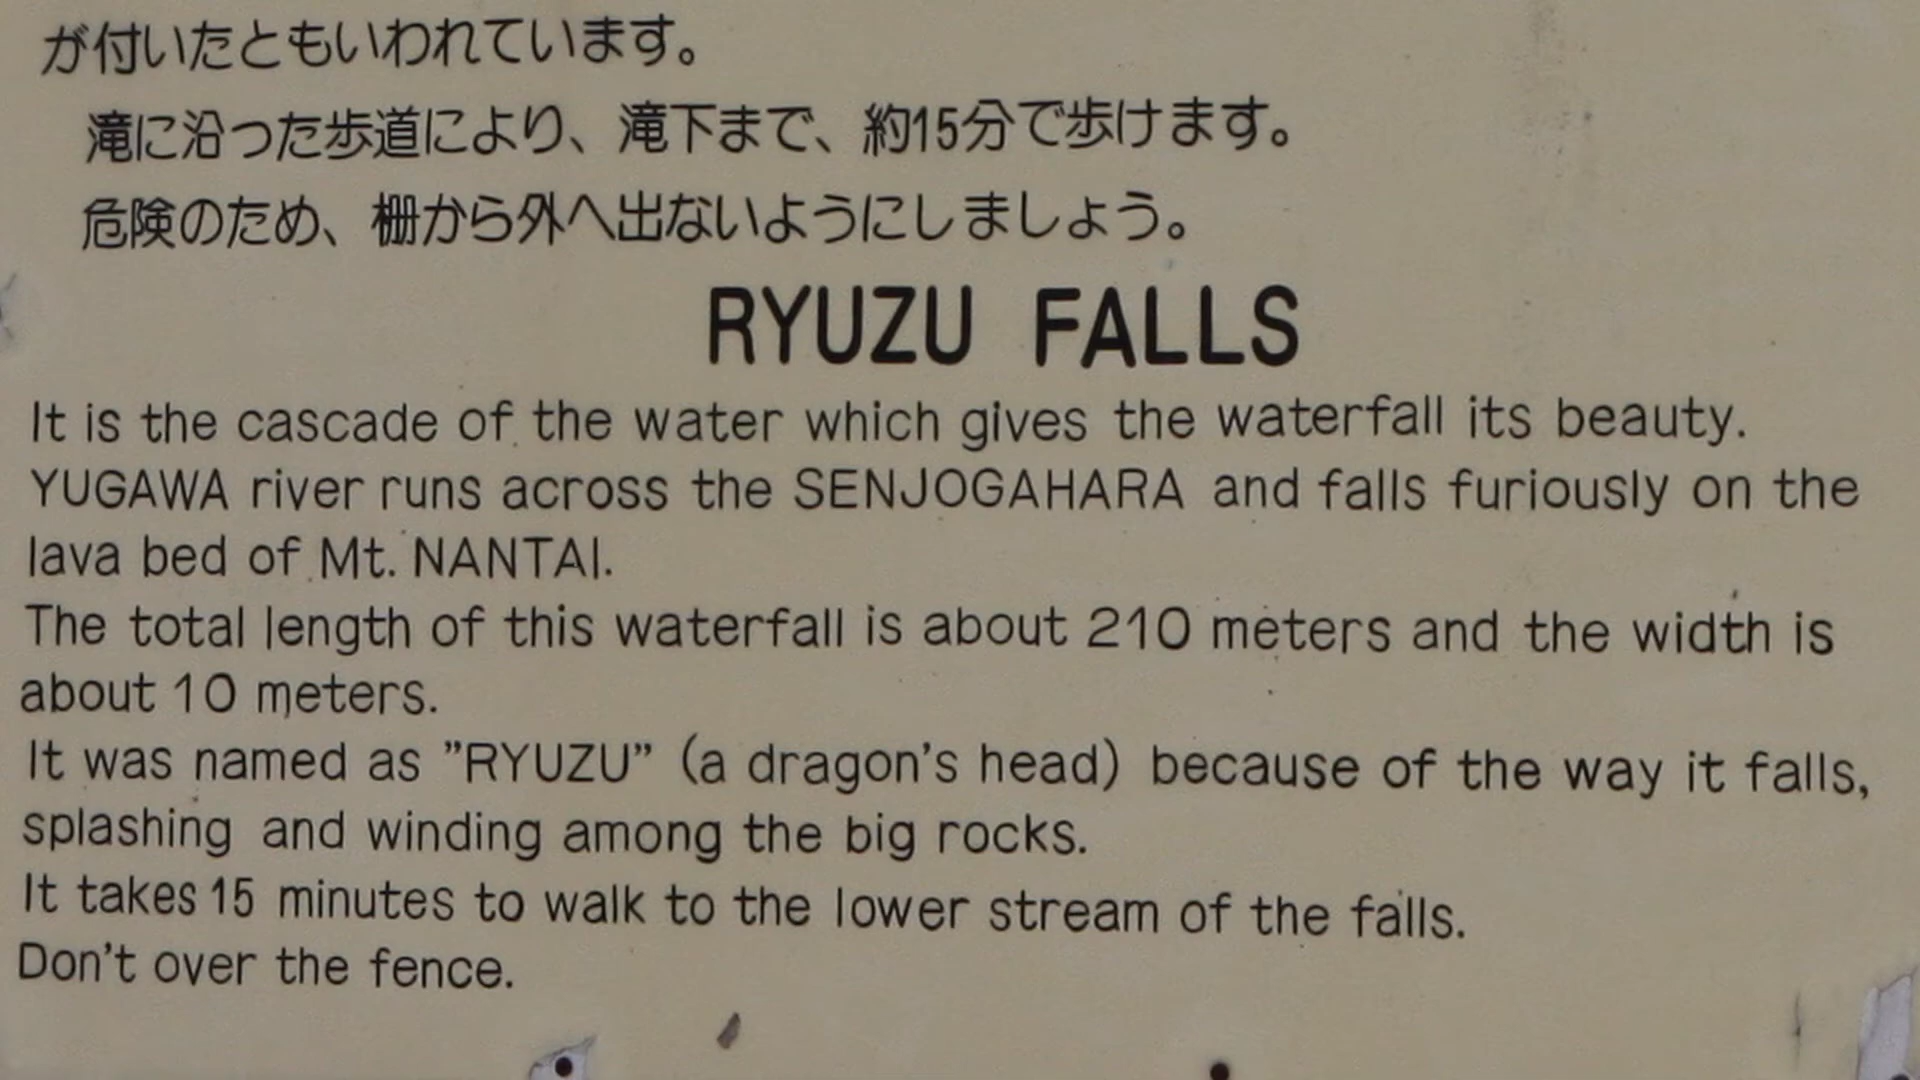 が付いたともいわれています。
滝に沿った歩道により、滝下まで、約15分で歩けます。
危険のため、柵から外へ出ないようにしましょう。
RYUZU FALLS
It is the cascade of the water which gives the waterfall its beauty.
YUGAWA river runs across the SENJOGAHARA and falls furiously on the
lava bed of Mt. NANTAI.
The total length of this waterfall is about 210 meters and the width is
about 10 meters.
It was named as ”RYUZU” (a dragon's head) because of the way it falls,
splashing and winding among the big rocks.
It takes 15 minutes to walk to the lower stream of the falls.
Don't over the fence.